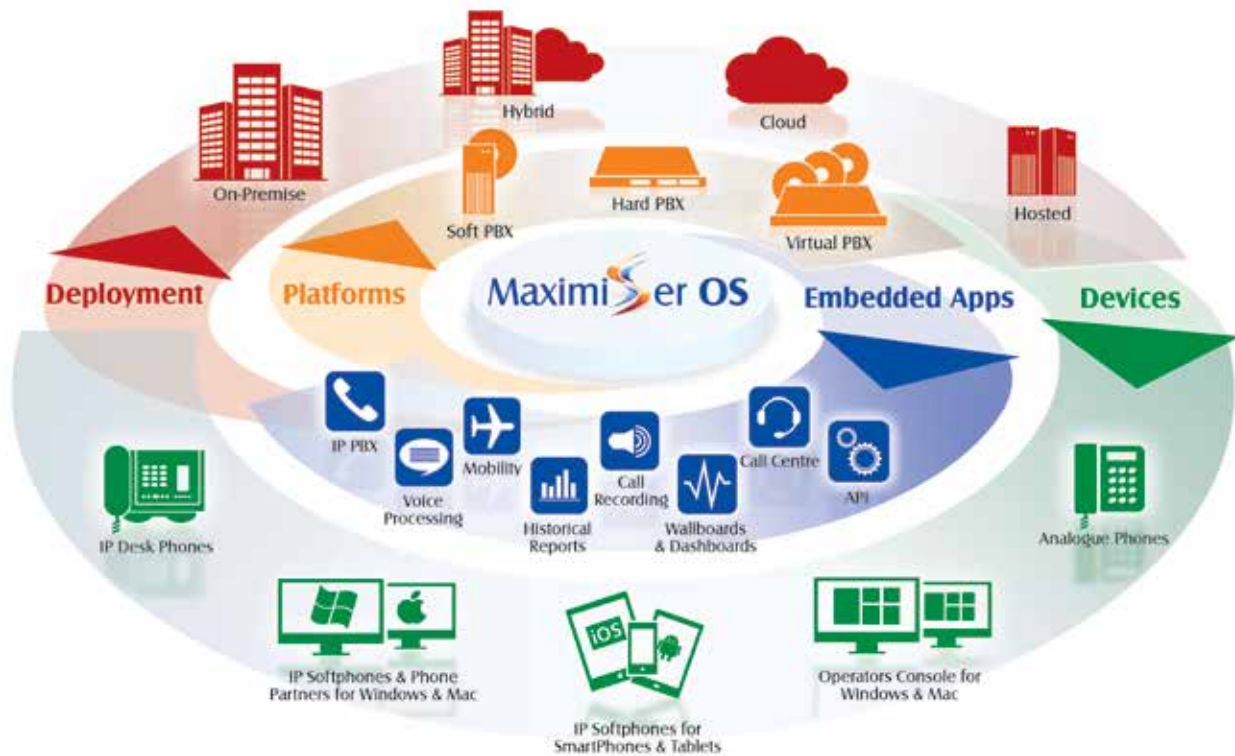 Hybrid
Cloud
On-Premise
Hard PBX
Soft PBX
Virtual PBX
Hosted
Deployment
Platforms
Maximiser OS
Embedded Apps
Devices
IP PBX
Voice
Processing
Mobility
Historical
Reports
Call
Recording
Wallboards
& Dashboards
Call Centre
API
IP Desk Phones
Analogue Phones
IP Softphones & Phone
Partners for Windows & Mac
iOS
IP Softphones for
SmartPhones & Tablets
Operators Console for
Windows & Mac